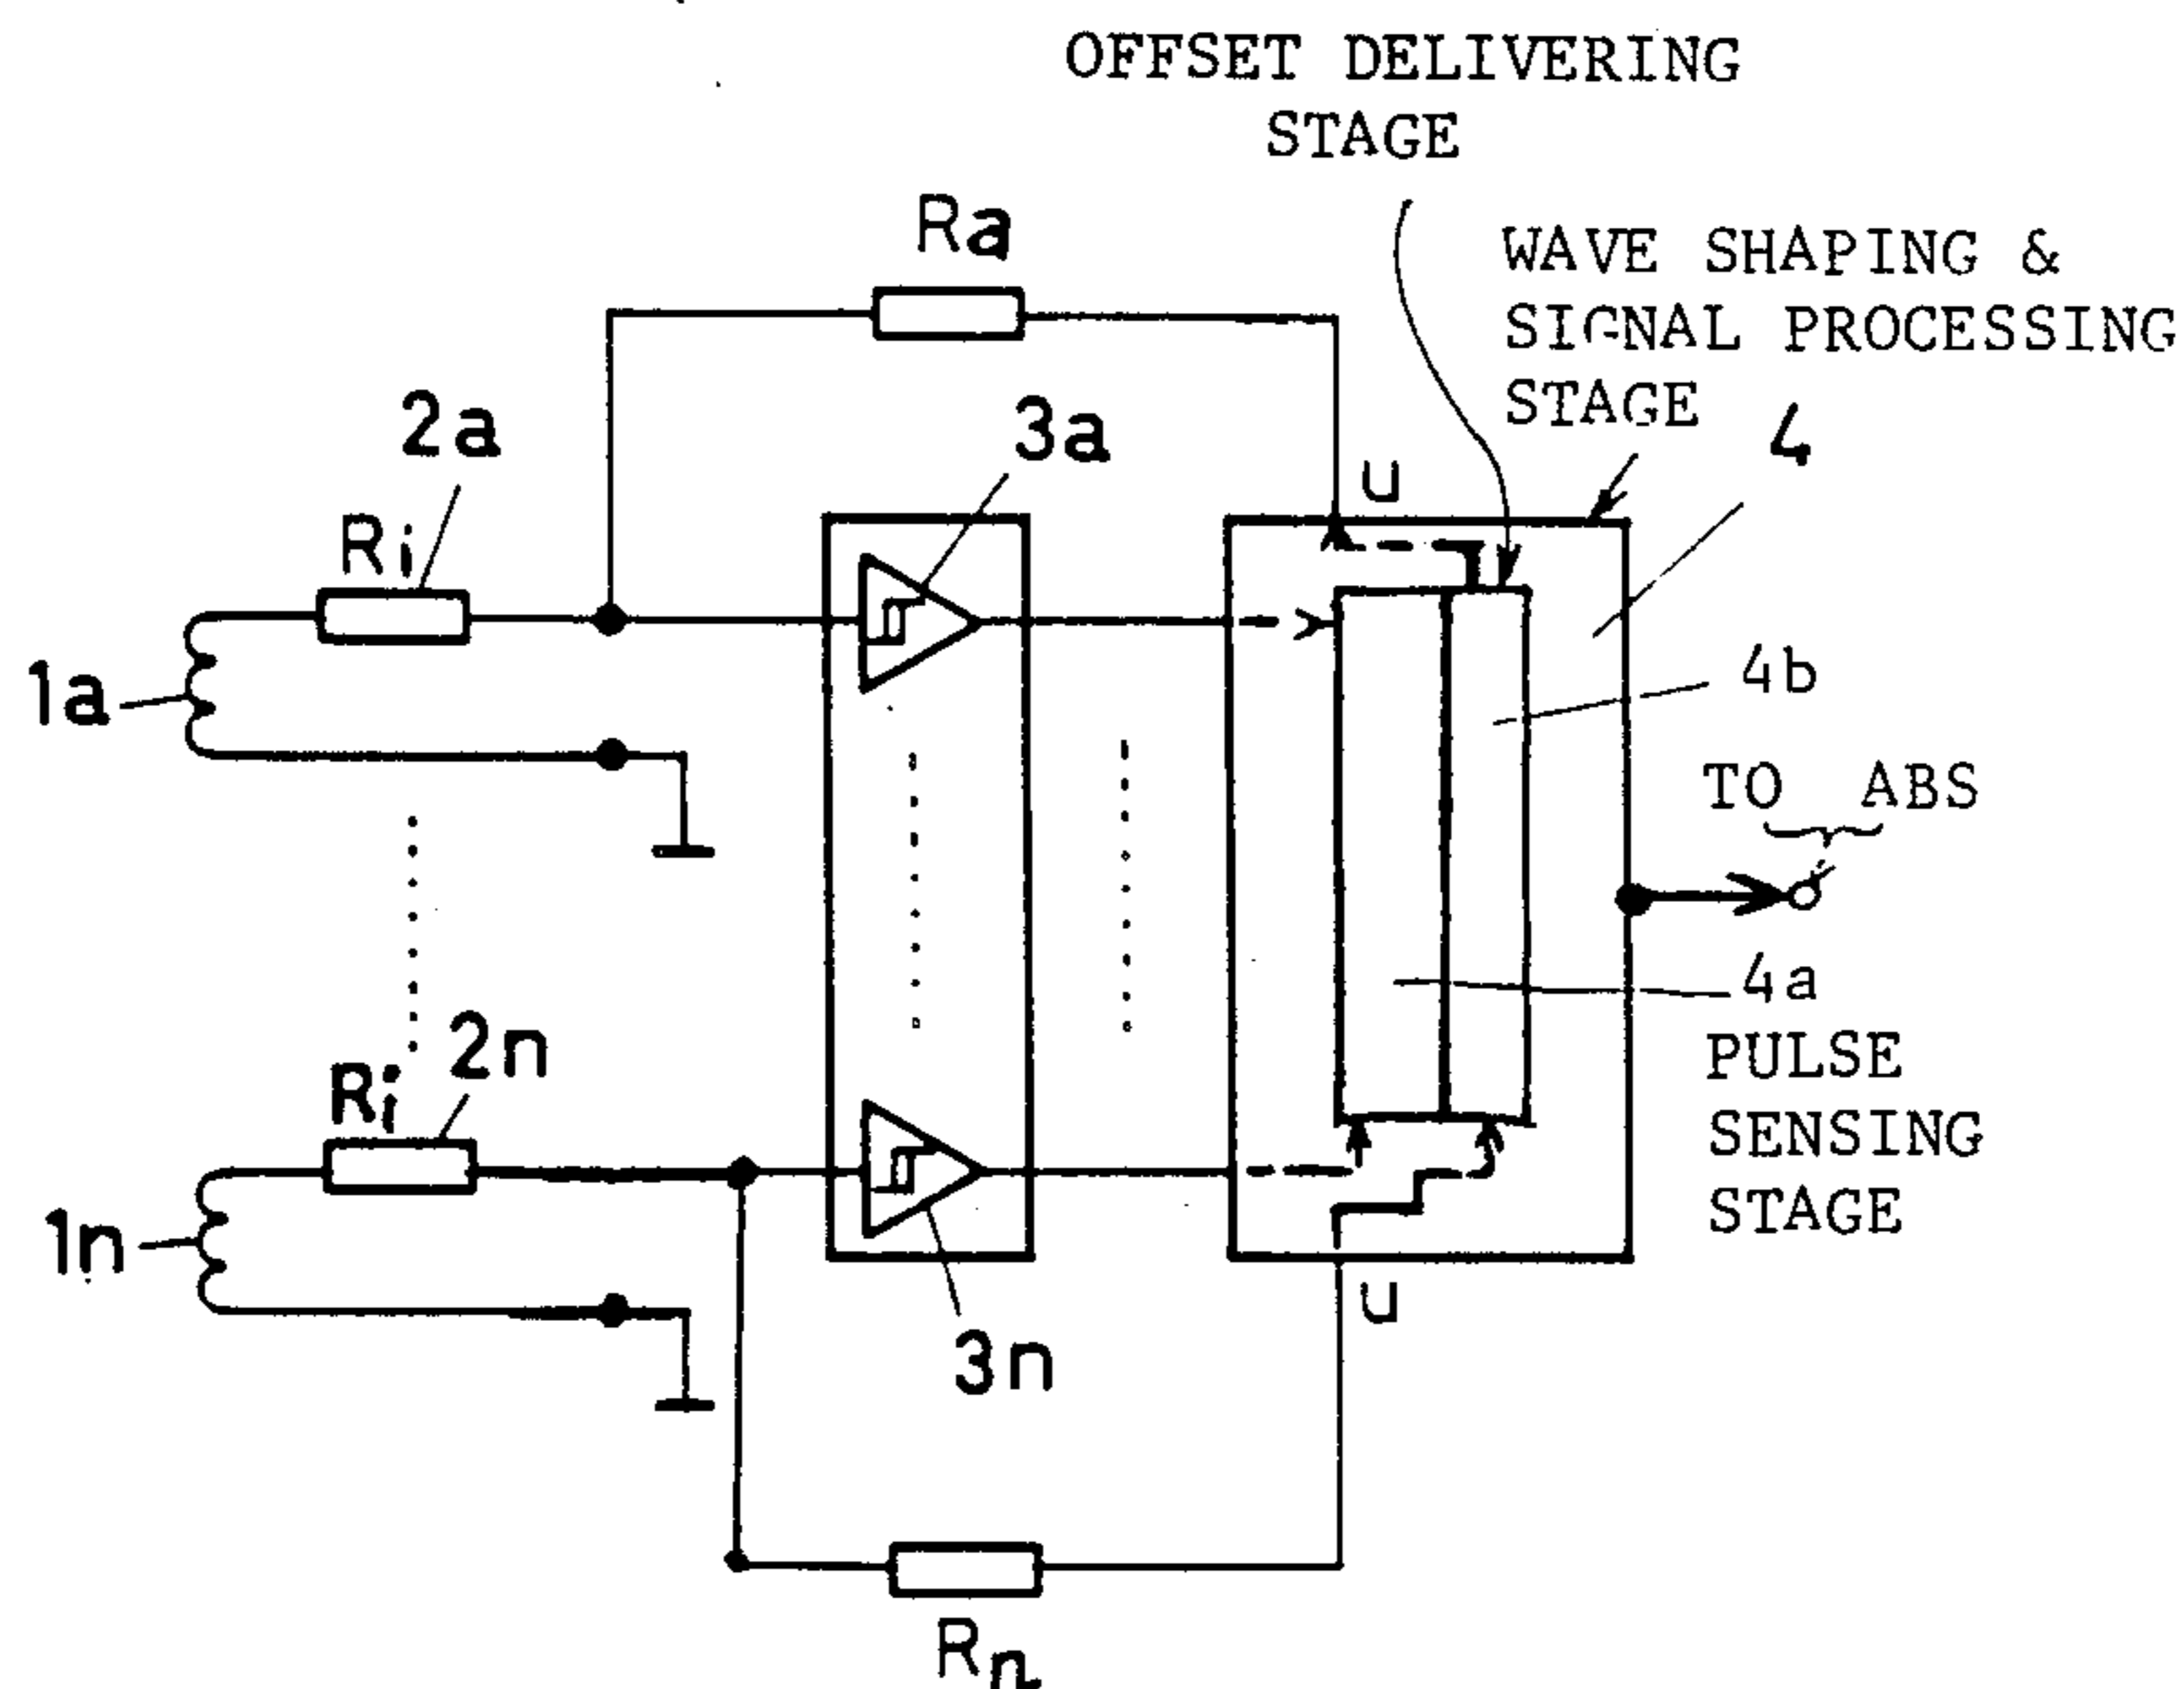 OFFSET DELIVERING
STAGE
Ra
WAVE SHAPING &
SIGNAL PROCESSING
STAGE
4
2a
3a
u
Ri
1a
4b
TO ABS
4a
PULSE
SENSING
STAGE
2n
Ri
1n
u
3n
Rn